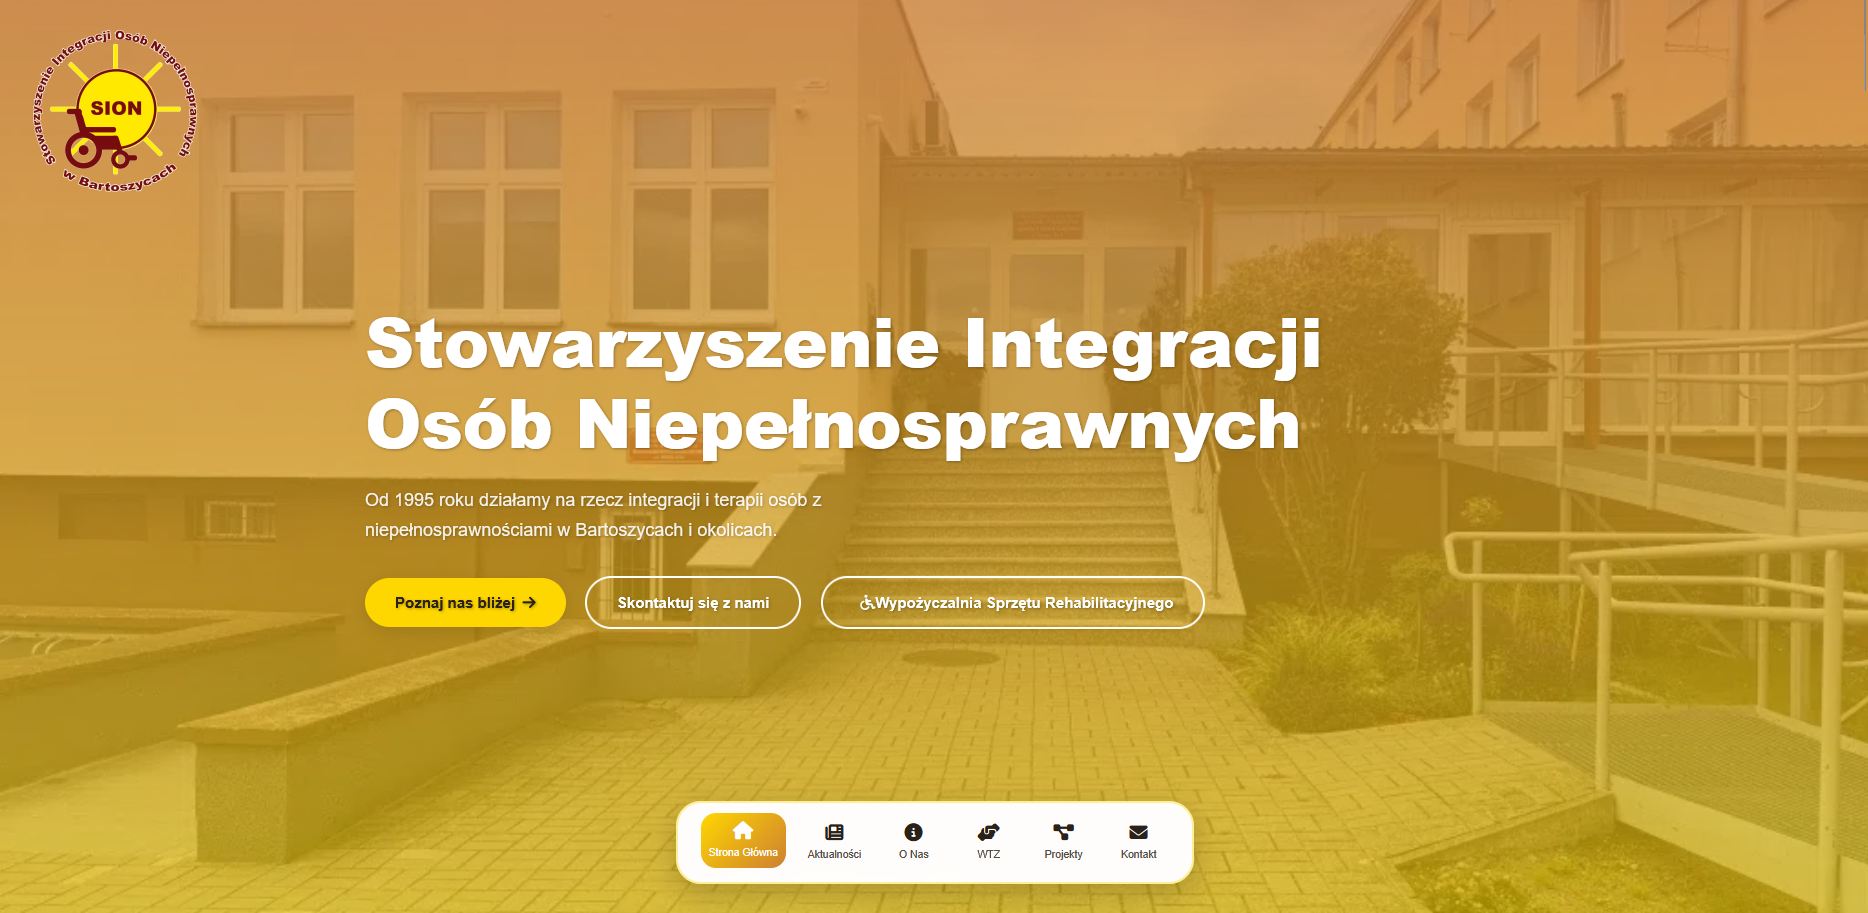 Stowarzyszenie Integracji Osób Niepełnosprawnych
w Bartoszycach
SION
Stowarzyszenie Integracji
Osób Niepełnosprawnych
Od 1995 roku działamy na rzecz integracji i terapii osób z
niepełnosprawnościami w Bartoszycach i okolicach.
Poznaj nas bliżej
Skontaktuj się z nami
Wypożyczalnia Sprzętu Rehabilitacyjnego
Strona Główna
Aktualności
O Nas
WTZ
Projekty
Kontakt